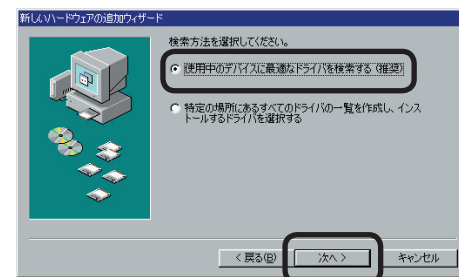 新しいハードウェアの追加ウィザード
検索方法を選択してください。
使用中のデバイスに最適なドライバを検索する（推奨）
特定の場所にあるすべてのドライバの一覧を作成し、インス
トールするドライバを選択する
< 戻る(B)
次へ >
キャンセル